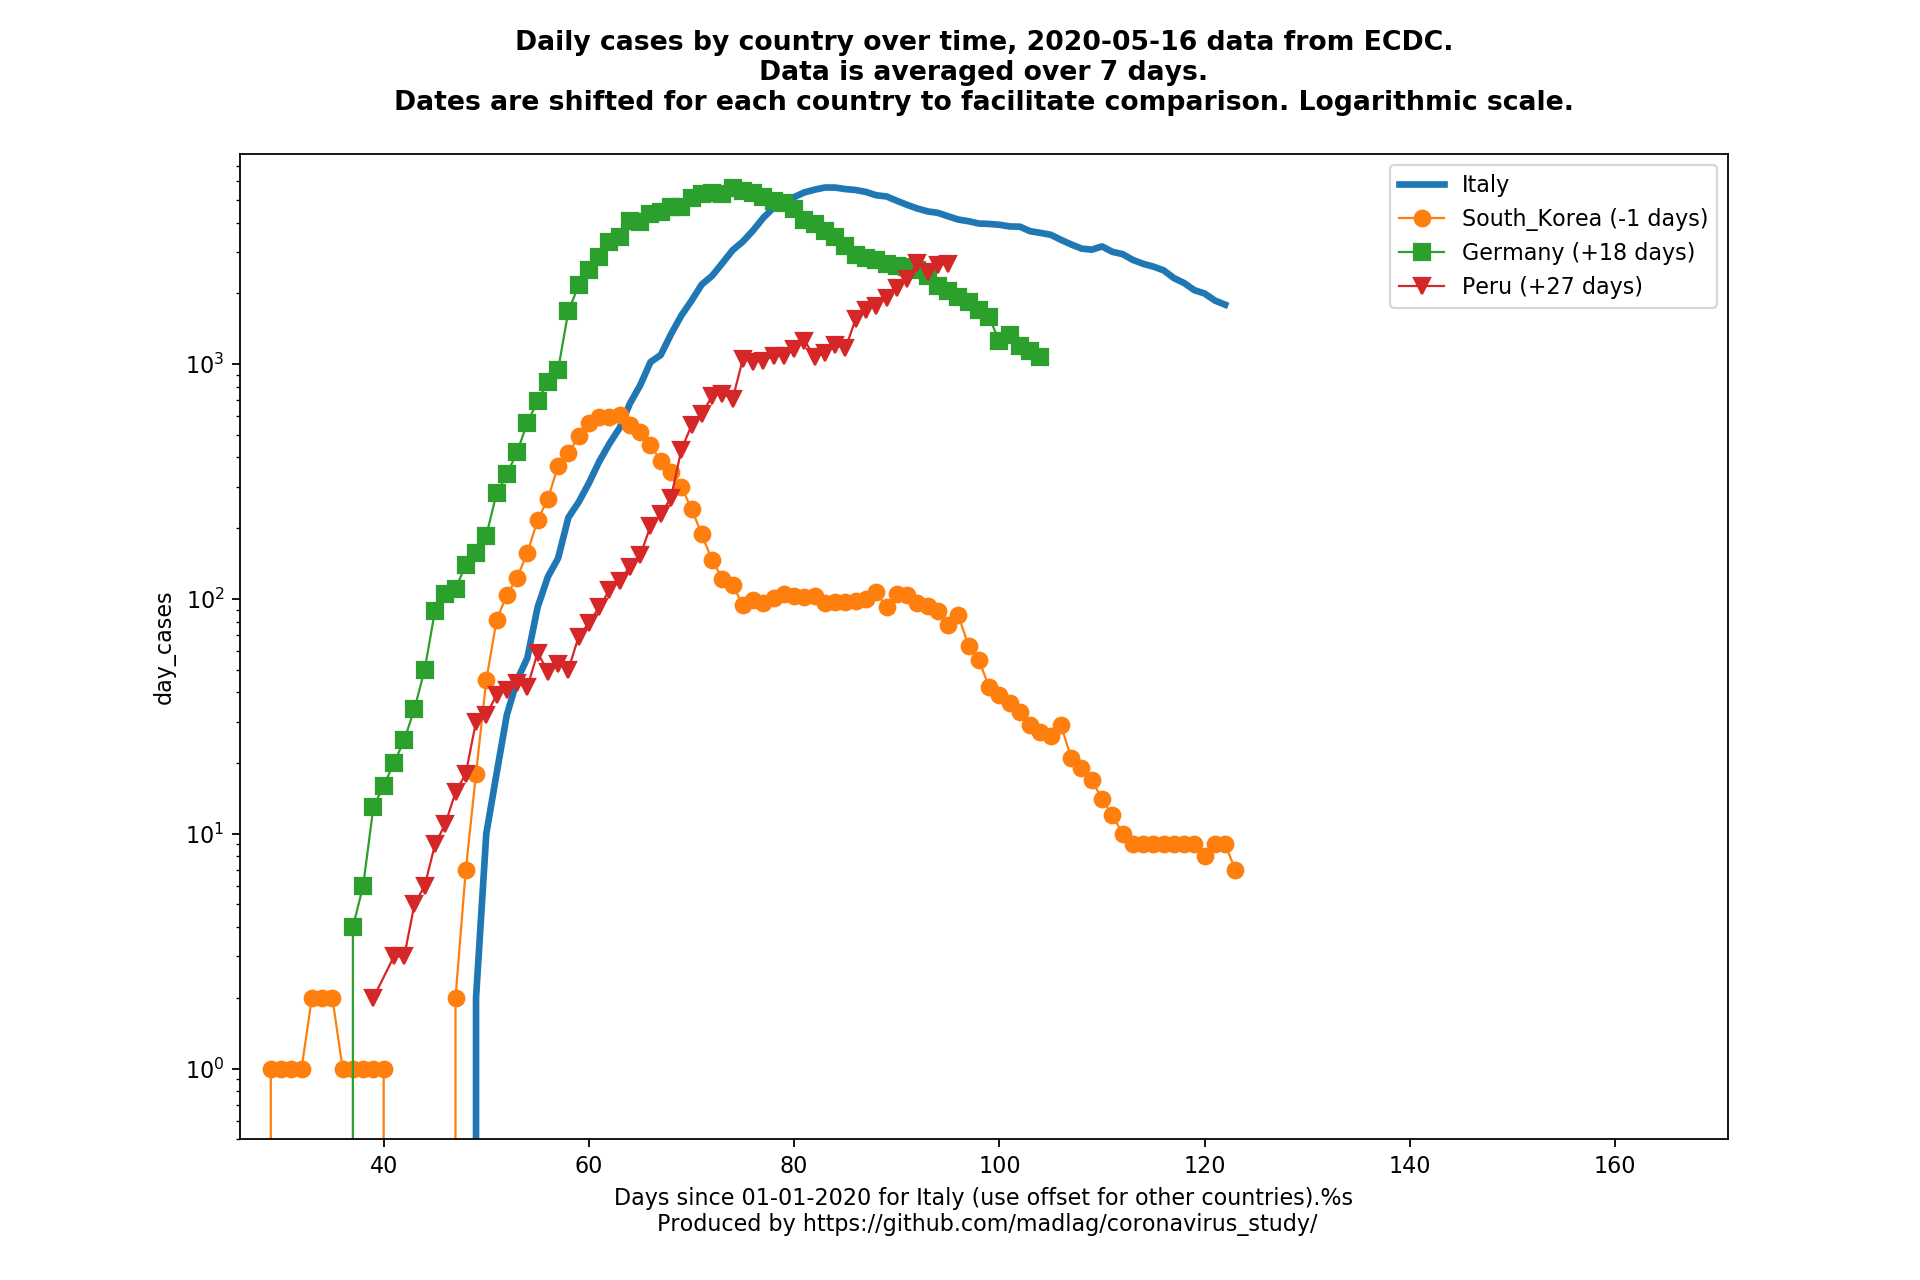 Daily cases by country over time, 2020-05-16 data from ECDC.
Data is averaged over 7 days.
Dates are shifted for each country to facilitate comparison. Logarithmic scale.
Italy
South_Korea (-1 days)
Germany (+18 days)
Peru (+27 days)
day_cases
10³
10²
10¹
10⁰
40 60 80 100 120 140 160
Days since 01-01-2020 for Italy (use offset for other countries).%s
Produced by https://github.com/madlag/coronavirus_study/